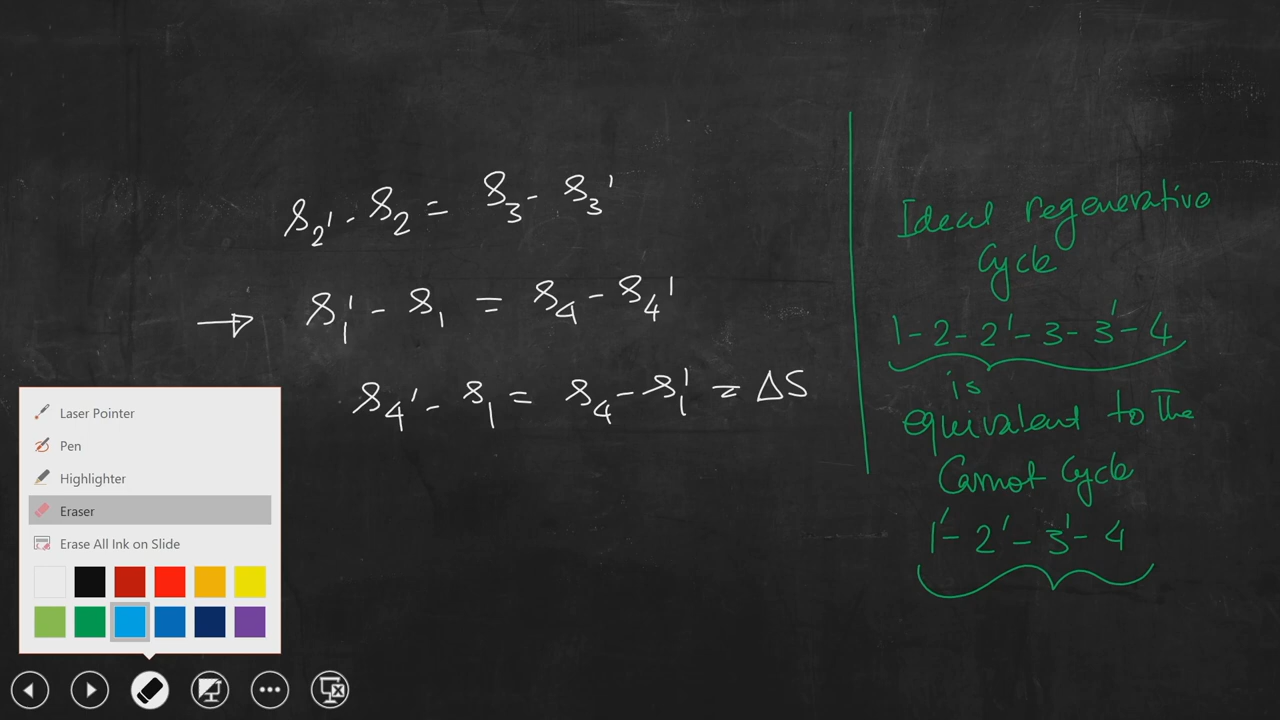 s₂' - s₂ = s₃ - s₃'
→ s₁' - s₁ = s₄ - s₄'
s₄' - s₁ = s₄ - s₁' = ΔS
Ideal regenerative
Cycle
1-2-2'-3-3'-4
is
equivalent to The
Carnot Cycle
1'-2'-3'-4
Laser Pointer
Pen
Highlighter
Eraser
Erase All Ink on Slide